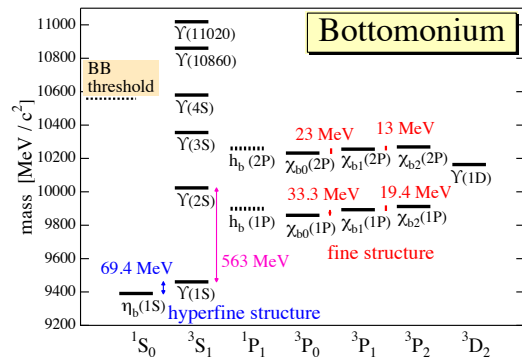 Bottomonium
mass [MeV / c²]
11000
10800
10600
10400
10200
10000
9800
9600
9400
9200
BB
threshold
ϒ(11020)
ϒ(10860)
ϒ(4S)
ϒ(3S)
ϒ(2S)
ϒ(1S)
η_b(1S)
h_b (2P)
h_b (1P)
χ_b0(2P)
χ_b1(2P)
χ_b2(2P)
χ_b0(1P)
χ_b1(1P)
χ_b2(1P)
ϒ(1D)
23 MeV
13 MeV
33.3 MeV
19.4 MeV
fine structure
563 MeV
69.4 MeV
hyperfine structure
¹S₀ ³S₁ ¹P₁ ³P₀ ³P₁ ³P₂ ³D₂